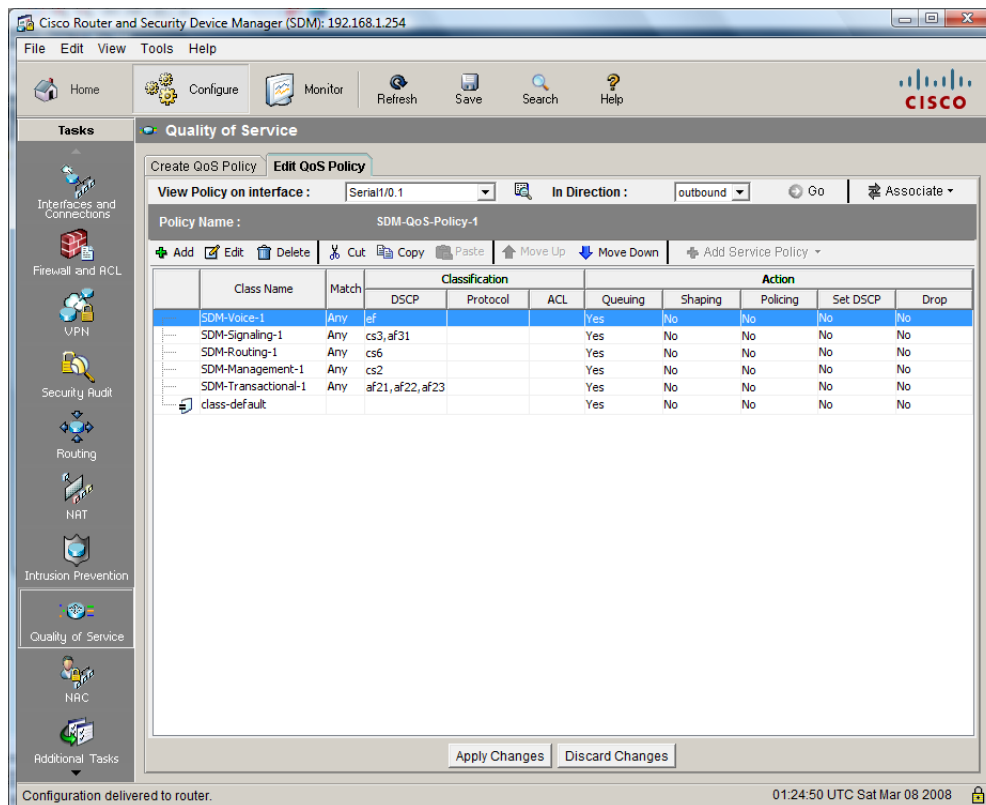 Cisco Router and Security Device Manager (SDM): 192.168.1.254
File Edit View Tools Help
Home Configure Monitor Refresh Save Search Help
CISCO
Tasks
Quality of Service
Interfaces and Connections
Firewall and ACL
VPN
Security Audit
Routing
NAT
Intrusion Prevention
Quality of Service
NAC
Additional Tasks
Create QoS Policy Edit QoS Policy
View Policy on interface : Serial1/0.1 In Direction : outbound Go Associate
Policy Name : SDM-QoS-Policy-1
Add Edit Delete Cut Copy Paste Move Up Move Down Add Service Policy
Class Name Match Classification Action
DSCP Protocol ACL Queuing Shaping Policing Set DSCP Drop
SDM-Voice-1 Any ef Yes No No No No
SDM-Signaling-1 Any cs3,af31 Yes No No No No
SDM-Routing-1 Any cs6 Yes No No No No
SDM-Management-1 Any cs2 Yes No No No No
SDM-Transactional-1 Any af21,af22,af23 Yes No No No No
class-default Yes No No No No
Apply Changes Discard Changes
Configuration delivered to router. 01:24:50 UTC Sat Mar 08 2008